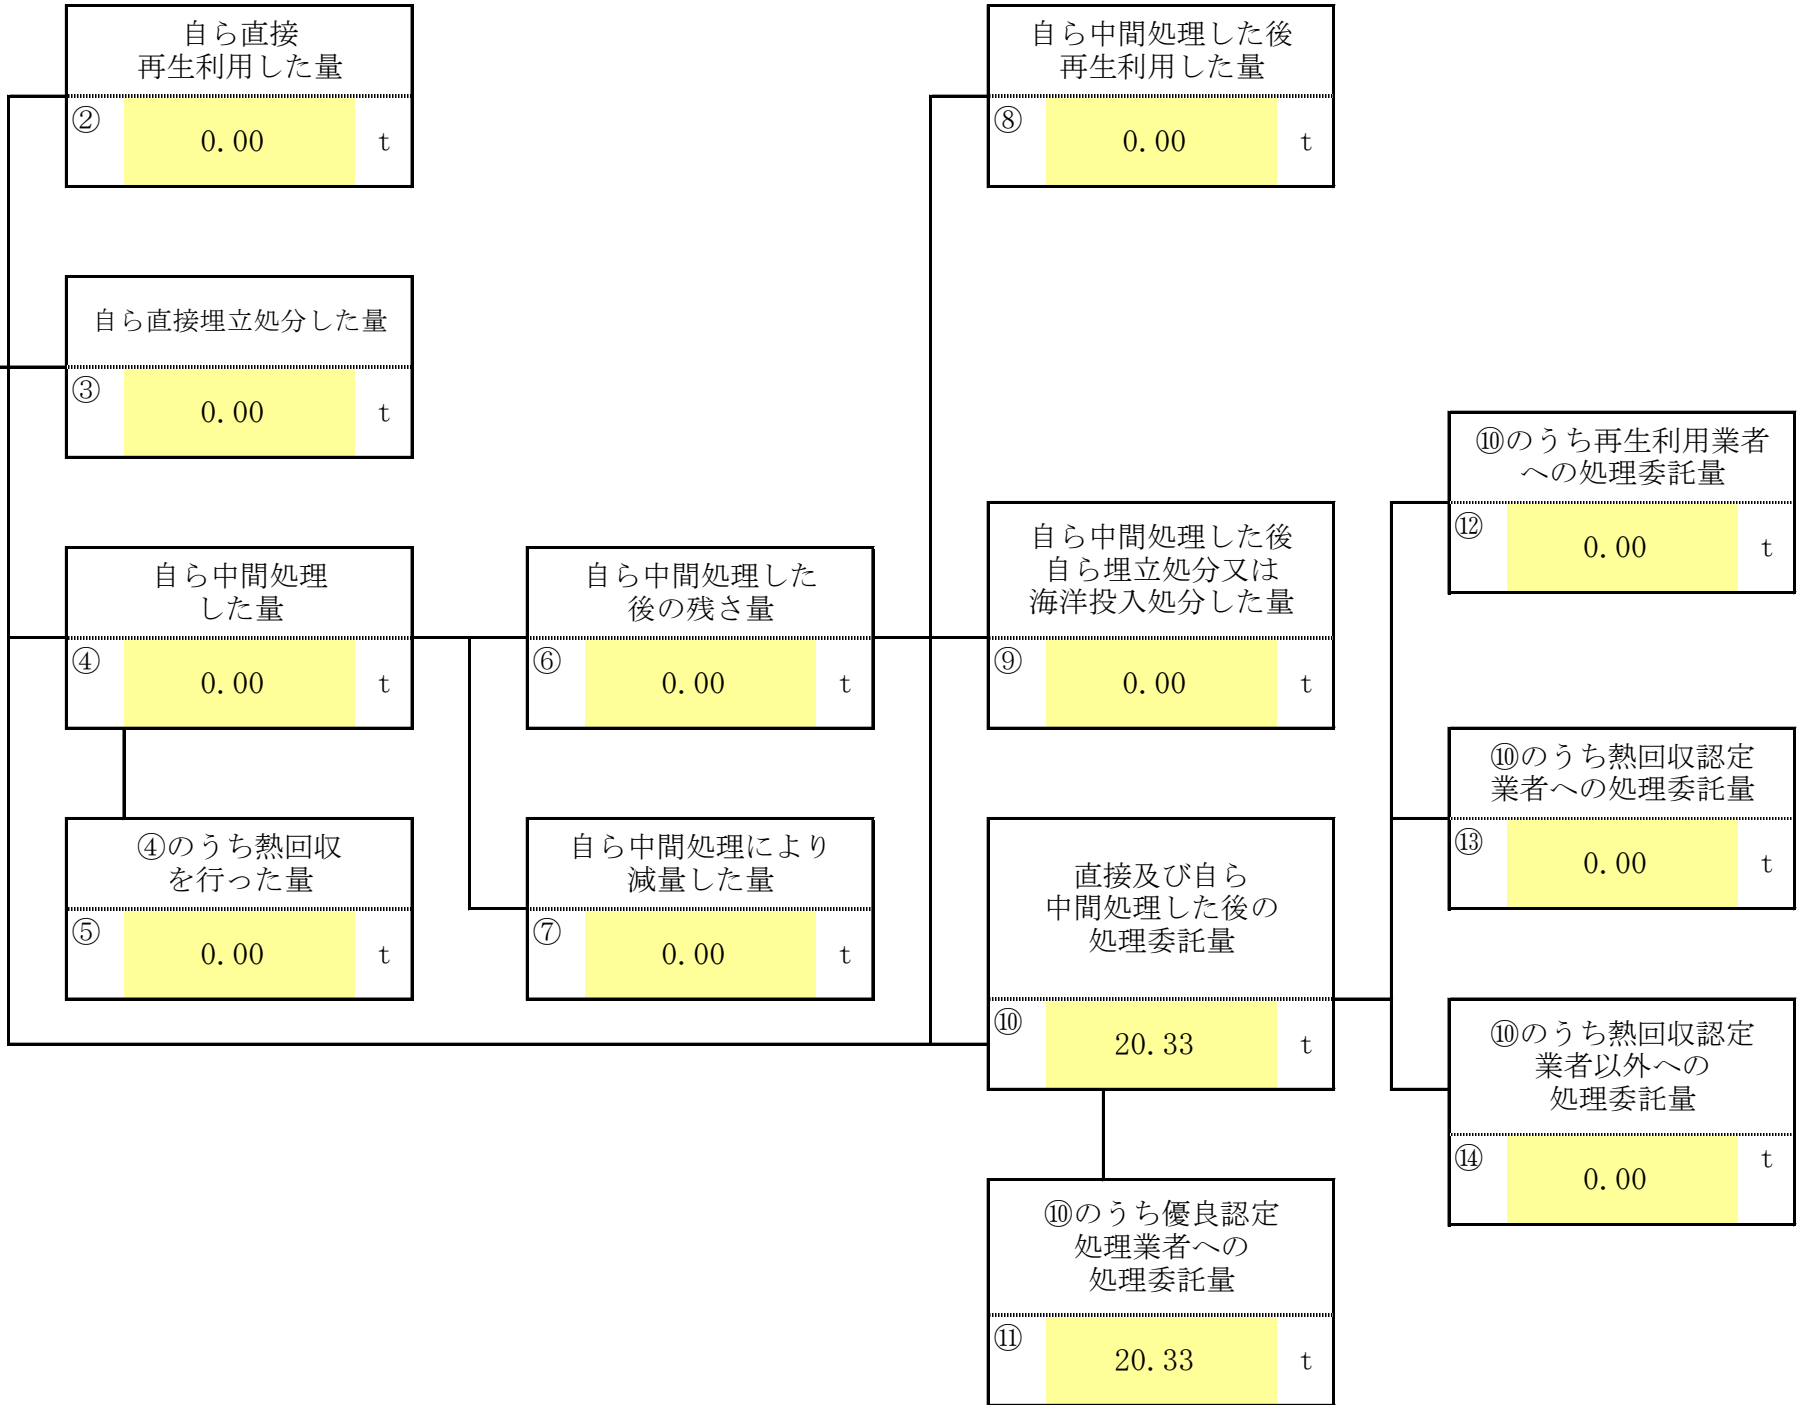 自ら直接
再生利用した量
②
0.00
t
自ら中間処理した後
再生利用した量
⑧
0.00
t
自ら直接埋立処分した量
③
0.00
t
⑩のうち再生利用業者
への処理委託量
⑫
0.00
t
自ら中間処理
した量
④
0.00
t
自ら中間処理した
後の残さ量
⑥
0.00
t
自ら中間処理した後
自ら埋立処分又は
海洋投入処分した量
⑨
0.00
t
⑩のうち熱回収認定
業者への処理委託量
⑬
0.00
t
④のうち熱回収
を行った量
⑤
0.00
t
自ら中間処理により
減量した量
⑦
0.00
t
直接及び自ら
中間処理した後の
処理委託量
⑩
20.33
t
⑩のうち熱回収認定
業者以外への
処理委託量
⑭
0.00
t
⑩のうち優良認定
処理業者への
処理委託量
⑪
20.33
t